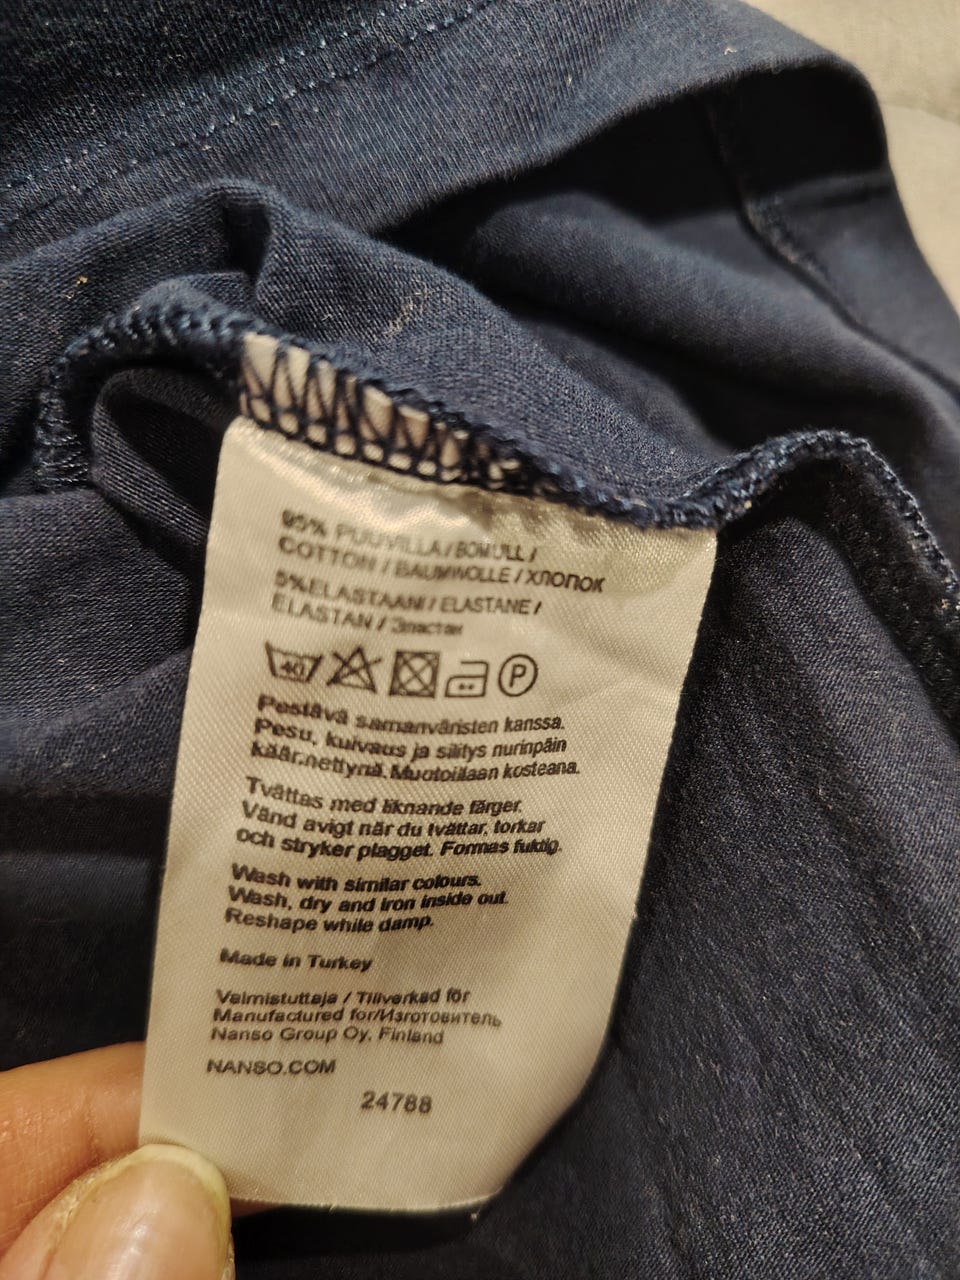 95% PUUVILLA / BOMULL /
COTTON / BAUMWOLLE / ХЛОПОК
5% ELASTAANI / ELASTANE /
ELASTAN / Эластан
40 P
Pestävä samanväristen kanssa.
Pesu, kuivaus ja silitys nurinpäin
käännettynä. Muotoillaan kosteana.
Tvättas med liknande färger.
Vänd avigt när du tvättar, torkar
och stryker plagget. Formas fuktig.
Wash with similar colours.
Wash, dry and iron inside out.
Reshape while damp.
Made in Turkey
Valmistuttaja / Tillverkad för
Manufactured for/Изготовитель
Nanso Group Oy, Finland
NANSO.COM
24788